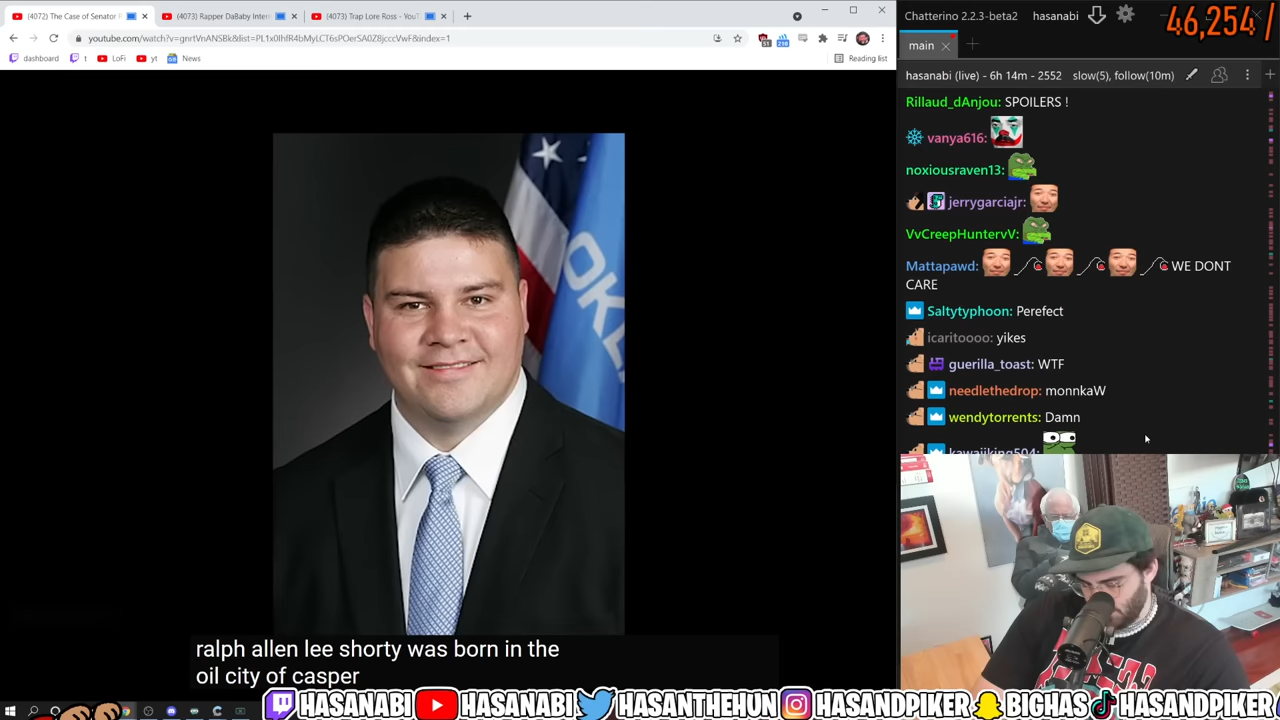 (4072) The Case of Senator R
(4073) Rapper DaBaby Inter
(4073) Trap Lore Ross - YouT
youtube.com/watch?v=gnrtVnANSBk&list=PL1x0lhfR4bMyLCT6sPOerSA0Z8jcccVwF&index=1
dashboard
t
LoFi
yt
News
Reading list
OKL
ralph allen lee shorty was born in the
oil city of casper
Chatterino 2.2.3-beta2
hasanabi
46,254 /
main
hasanabi (live) - 6h 14m - 2552
slow(5), follow(10m)
Rillaud_dAnjou: SPOILERS !
vanya616:
noxiousraven13:
jerrygarciajr:
VvCreepHuntervV:
Mattapawd: WE DONT
CARE
Saltytyphoon: Perefect
icaritoooo: yikes
guerilla_toast: WTF
needlethedrop: monnkaW
wendytorrents: Damn
kawaiiking504:
HASANABI
HASANABI
HASANTHEHUN
HASANDPIKER
BIGHAS
HASANDPIKER